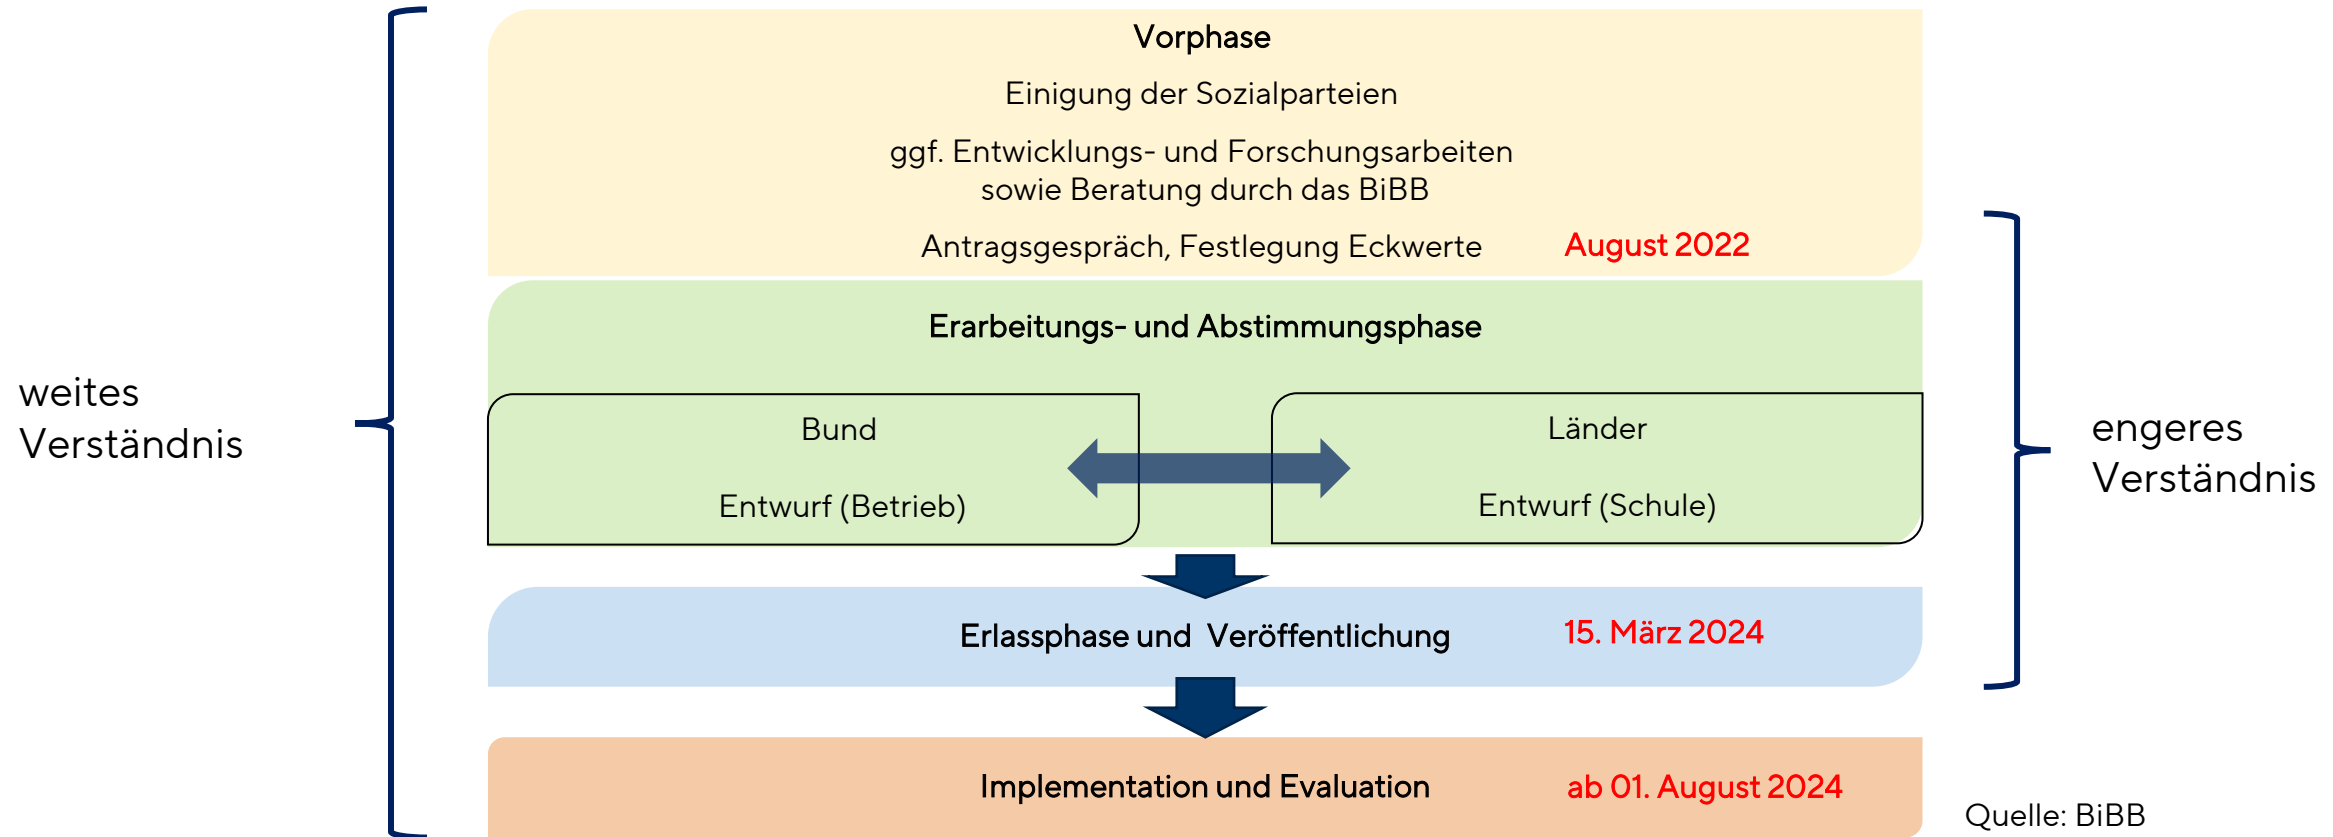 Vorphase
Einigung der Sozialparteien
ggf. Entwicklungs- und Forschungsarbeiten
sowie Beratung durch das BiBB
Antragsgespräch, Festlegung Eckwerte August 2022
Erarbeitungs- und Abstimmungsphase
weites
Verständnis
Bund
Entwurf (Betrieb)
Länder
Entwurf (Schule)
engeres
Verständnis
Erlassphase und Veröffentlichung 15. März 2024
Implementation und Evaluation ab 01. August 2024
Quelle: BiBB